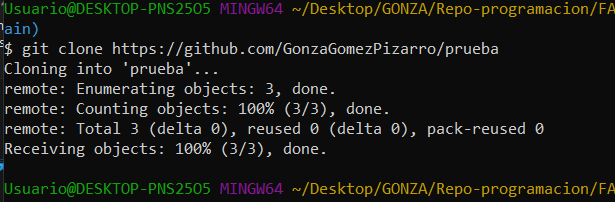 Usuario@DESKTOP-PNS25O5 MINGW64 ~/Desktop/GONZA/Repo-programacion/FA
ain)
$ git clone https://github.com/GonzaGomezPizarro/prueba
Cloning into 'prueba'...
remote: Enumerating objects: 3, done.
remote: Counting objects: 100% (3/3), done.
remote: Total 3 (delta 0), reused 0 (delta 0), pack-reused 0
Receiving objects: 100% (3/3), done.
Usuario@DESKTOP-PNS25O5 MINGW64 ~/Desktop/GONZA/Repo-programacion/FA